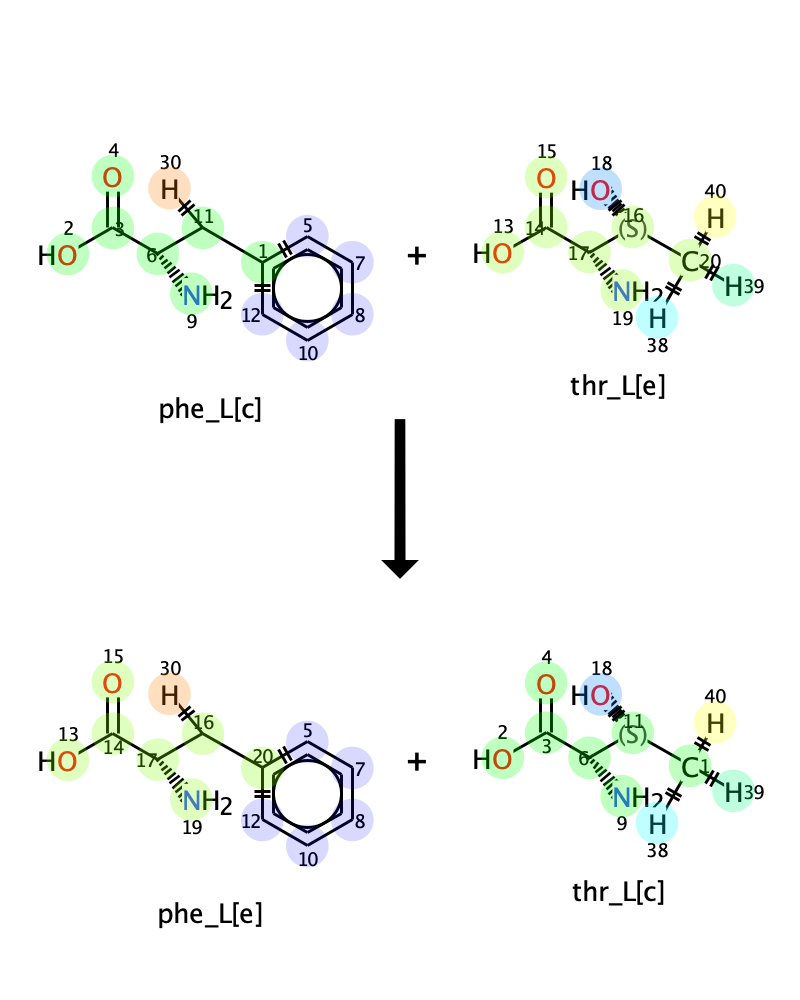 4 30 15 18 40
O H O HO H
2 3 11 5 13 14 16 (S)
HO 6 1 7 + HO 17 C 20 H 39
NH2 12 8 NH2 H
9 10 19 38
phe_L[c] thr_L[e]
15 30 4 18 40
O H O HO H
13 14 16 5 2 3 11 (S)
HO 17 20 7 + HO 6 C 1 H 39
NH2 12 8 NH2 H
19 10 9 38
phe_L[e] thr_L[c]